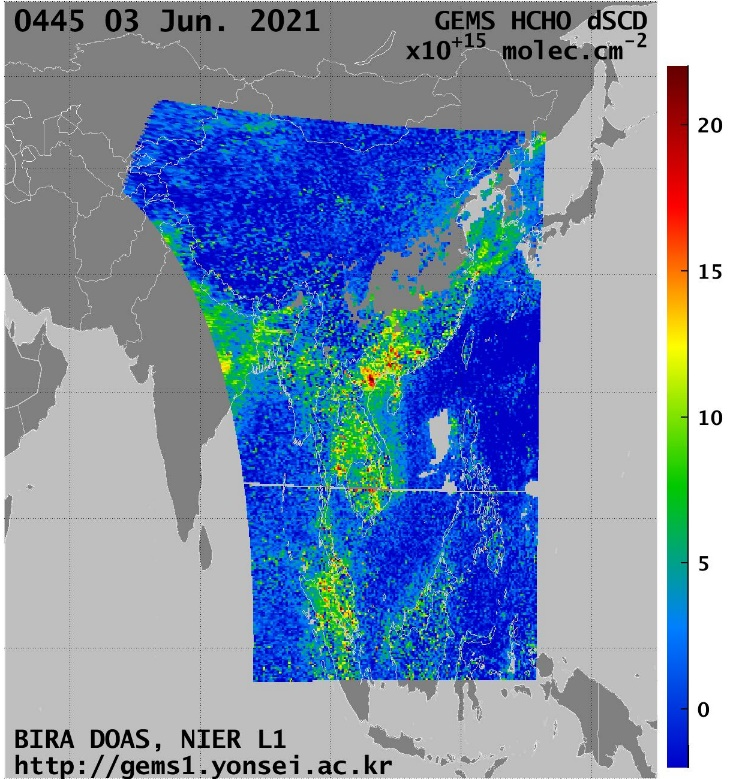 0445 03 Jun. 2021
GEMS HCHO dSCD
x10⁺¹⁵ molec.cm⁻²
20
15
10
5
0
BIRA DOAS, NIER L1
http://gems1.yonsei.ac.kr